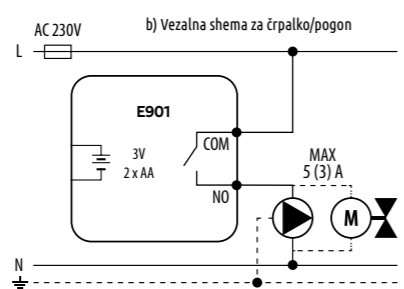 AC 230V
b) Vezalna shema za črpalko/pogon
L
E901
COM
3V
2 x AA
MAX
5 (3) A
NO
M
N